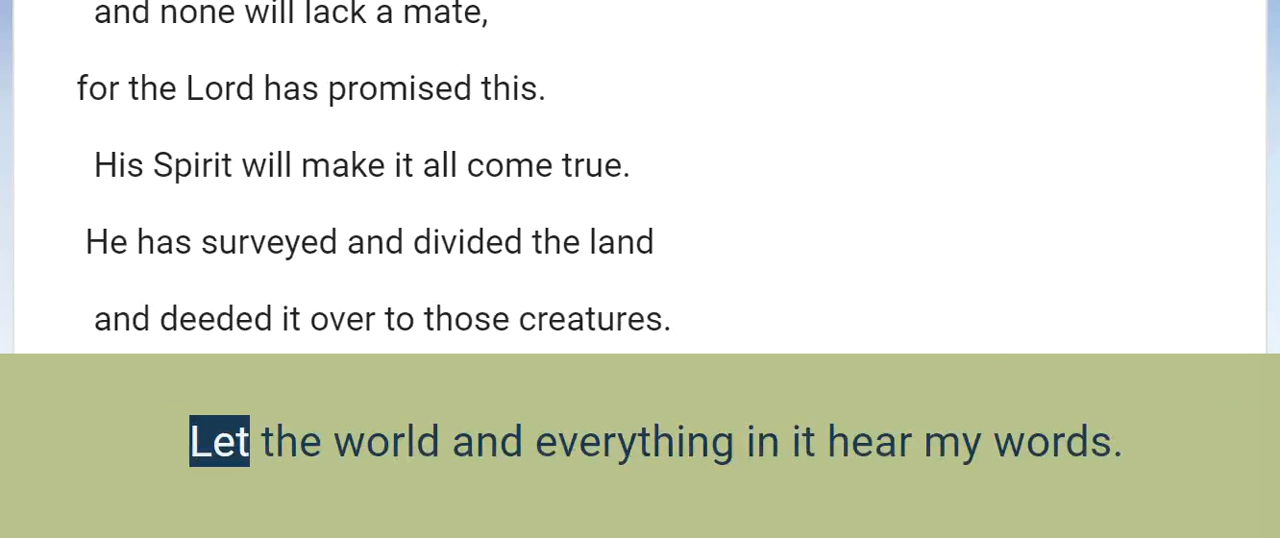 and none will lack a mate,
for the Lord has promised this.
His Spirit will make it all come true.
He has surveyed and divided the land
and deeded it over to those creatures.
Let the world and everything in it hear my words.